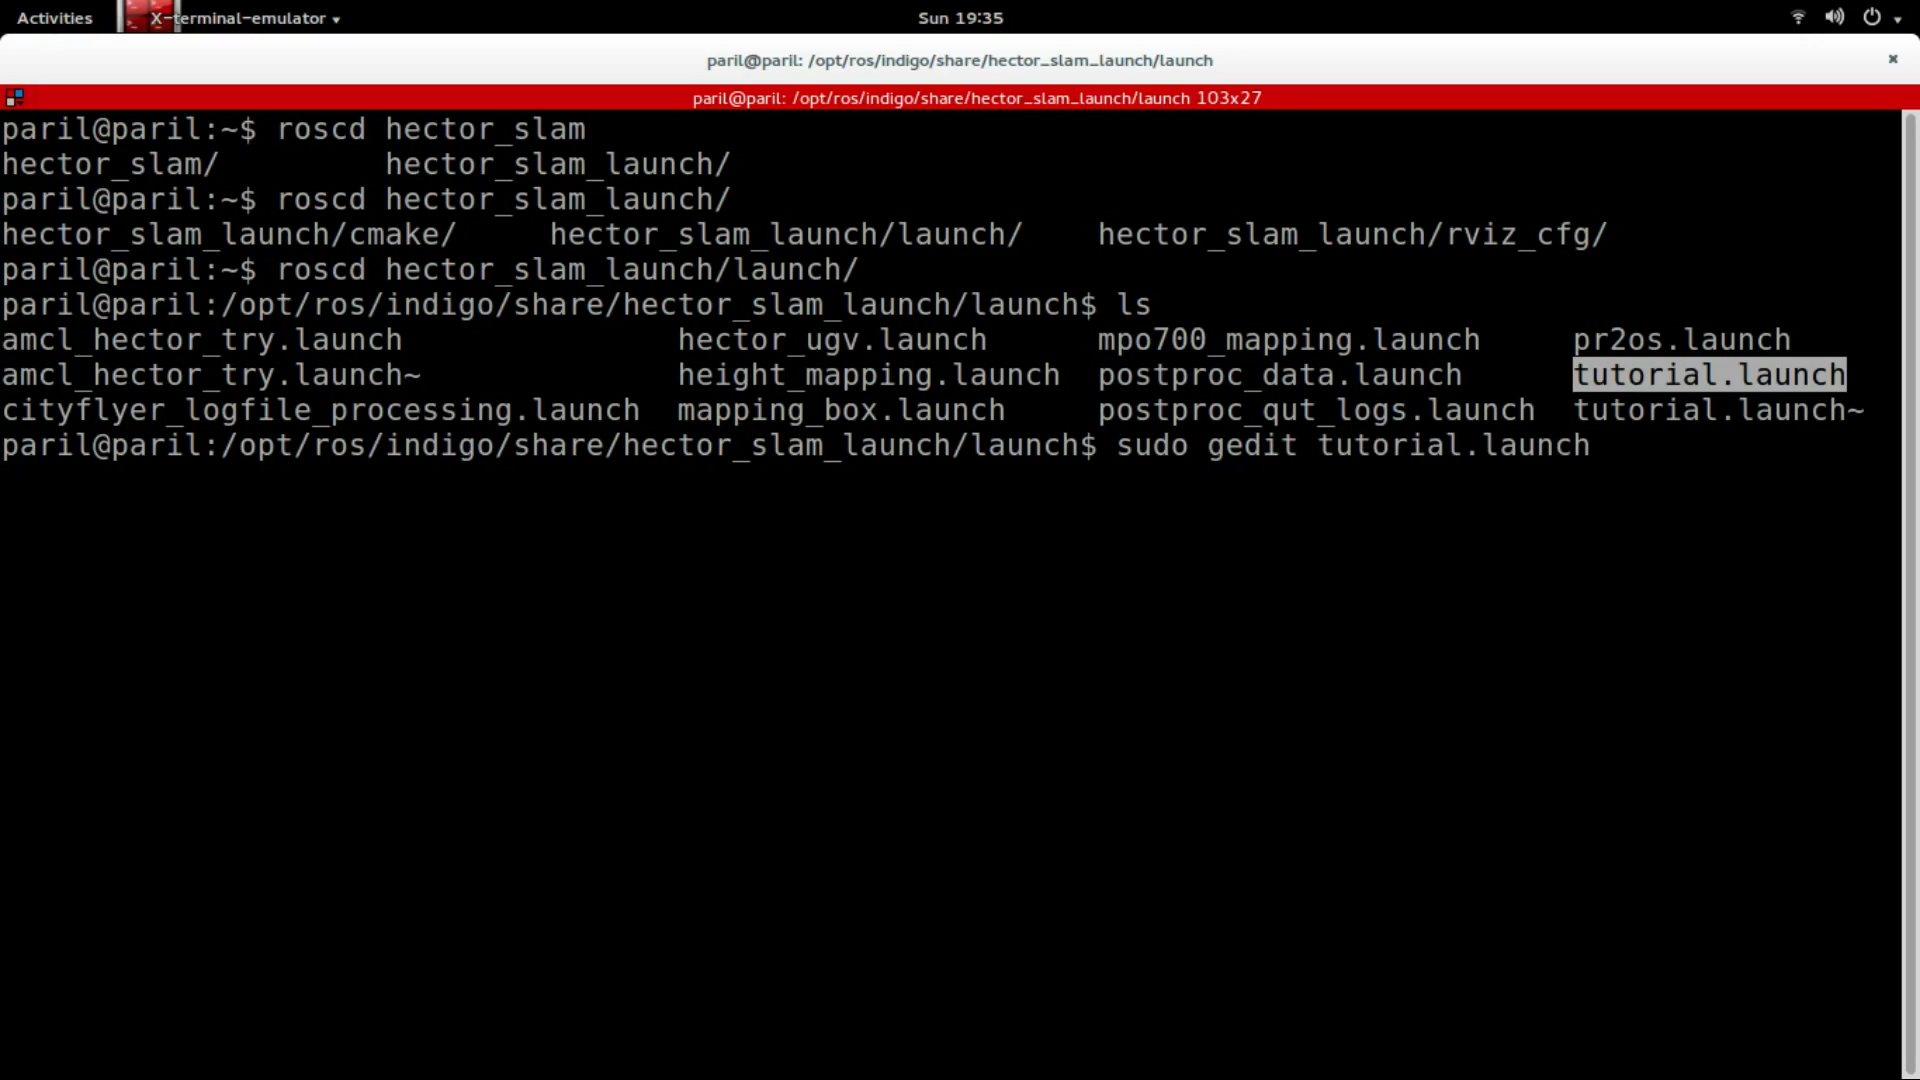 Activities X-terminal-emulator Sun 19:35
paril@paril: /opt/ros/indigo/share/hector_slam_launch/launch
paril@paril: /opt/ros/indigo/share/hector_slam_launch/launch 103x27
paril@paril:~$ roscd hector_slam
hector_slam/ hector_slam_launch/
paril@paril:~$ roscd hector_slam_launch/
hector_slam_launch/cmake/ hector_slam_launch/launch/ hector_slam_launch/rviz_cfg/
paril@paril:~$ roscd hector_slam_launch/launch/
paril@paril:/opt/ros/indigo/share/hector_slam_launch/launch$ ls
amcl_hector_try.launch hector_ugv.launch mpo700_mapping.launch pr2os.launch
amcl_hector_try.launch~ height_mapping.launch postproc_data.launch tutorial.launch
cityflyer_logfile_processing.launch mapping_box.launch postproc_qut_logs.launch tutorial.launch~
paril@paril:/opt/ros/indigo/share/hector_slam_launch/launch$ sudo gedit tutorial.launch